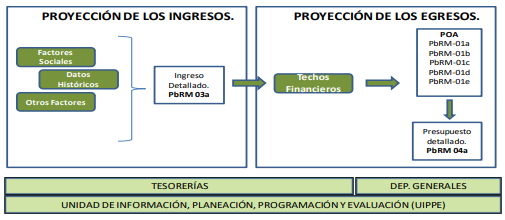 PROYECCIÓN DE LOS INGRESOS.
Factores
Sociales
Datos
Históricos
Otros Factores
Ingreso
Detallado.
PbRM 03a
PROYECCIÓN DE LOS EGRESOS.
Techos
Financieros
POA
PbRM-01a
PbRM-01b
PbRM-01c
PbRM-01d
PbRM-01e
Presupuesto
detallado.
PbRM 04a
TESORERÍAS
DEP. GENERALES
UNIDAD DE INFORMACIÓN, PLANEACIÓN, PROGRAMACIÓN Y EVALUACIÓN (UIPPE)